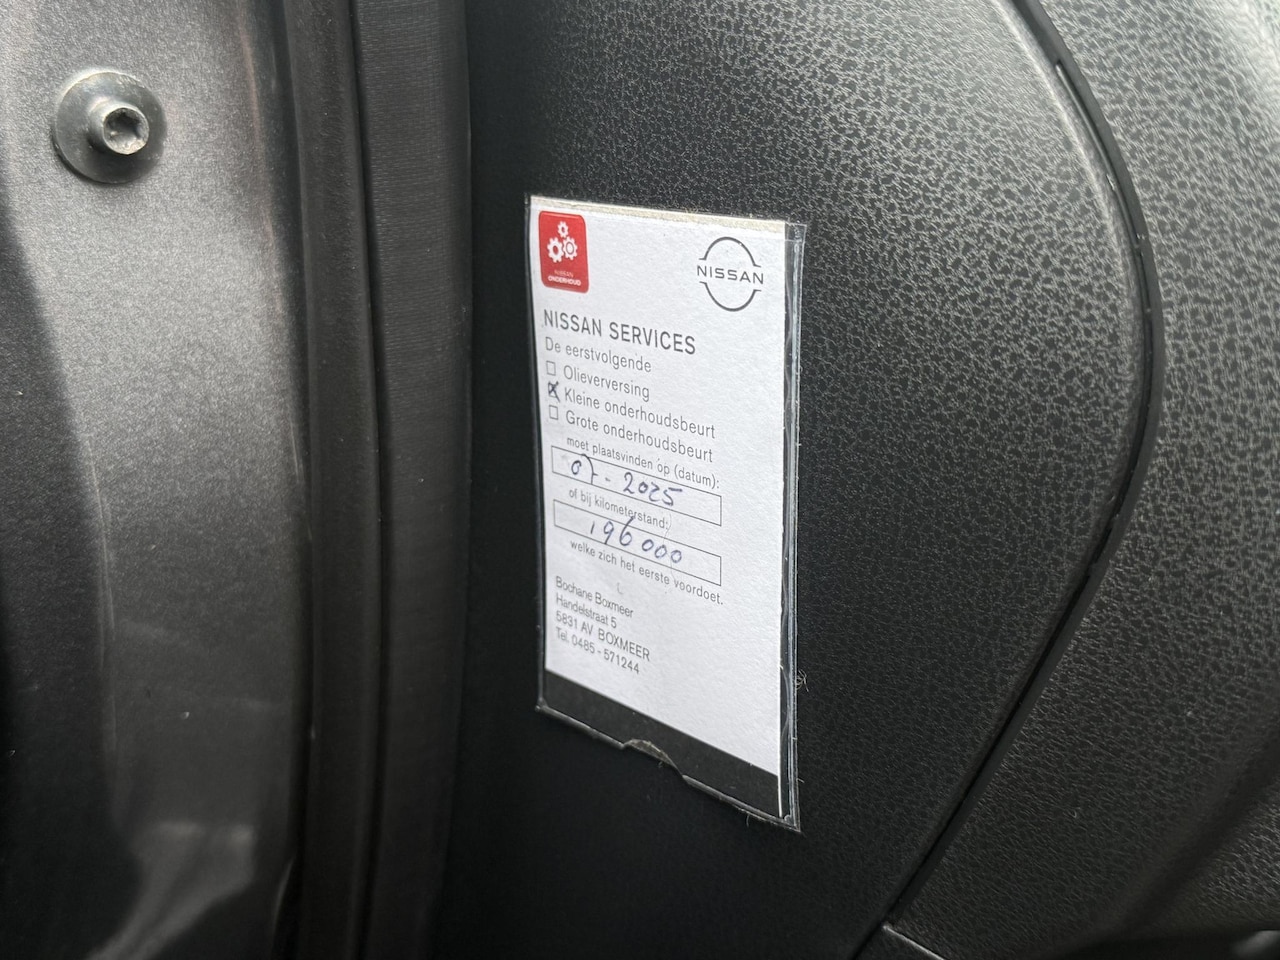 NISSAN
ONDERHOUD
NISSAN
NISSAN SERVICES
De eerstvolgende
Olieverversing
Kleine onderhoudsbeurt
Grote onderhoudsbeurt
moet plaatsvinden op (datum):
07-2025
of bij kilometerstand:
196000
welke zich het eerste voordoet.
Bochane Boxmeer
Handelstraat 5
5831 AV BOXMEER
Tel. 0485-571244